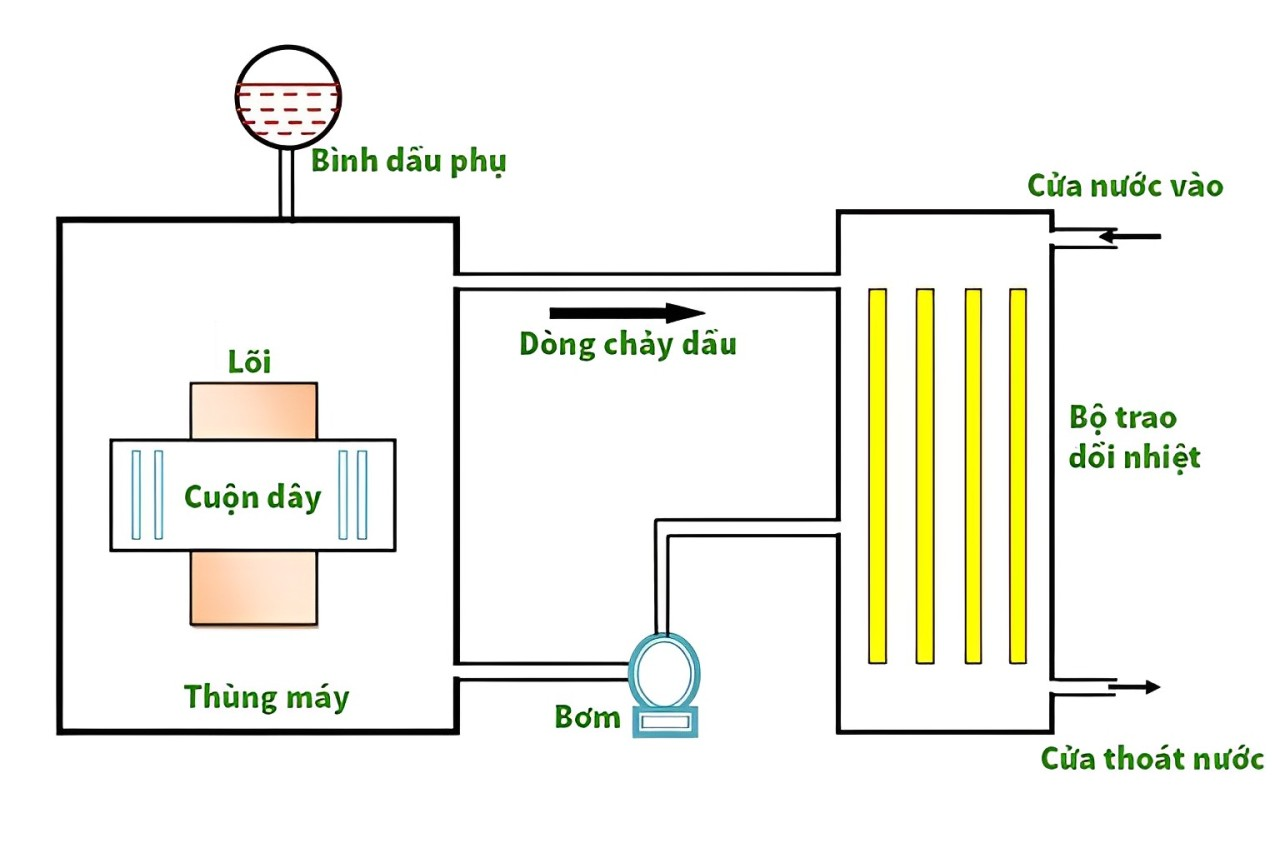 Bình dầu phụ
Cửa nước vào
Dòng chảy dầu
Lõi
Bộ trao
dổi nhiệt
Cuộn dây
Thùng máy
Bơm
Cửa thoát nước